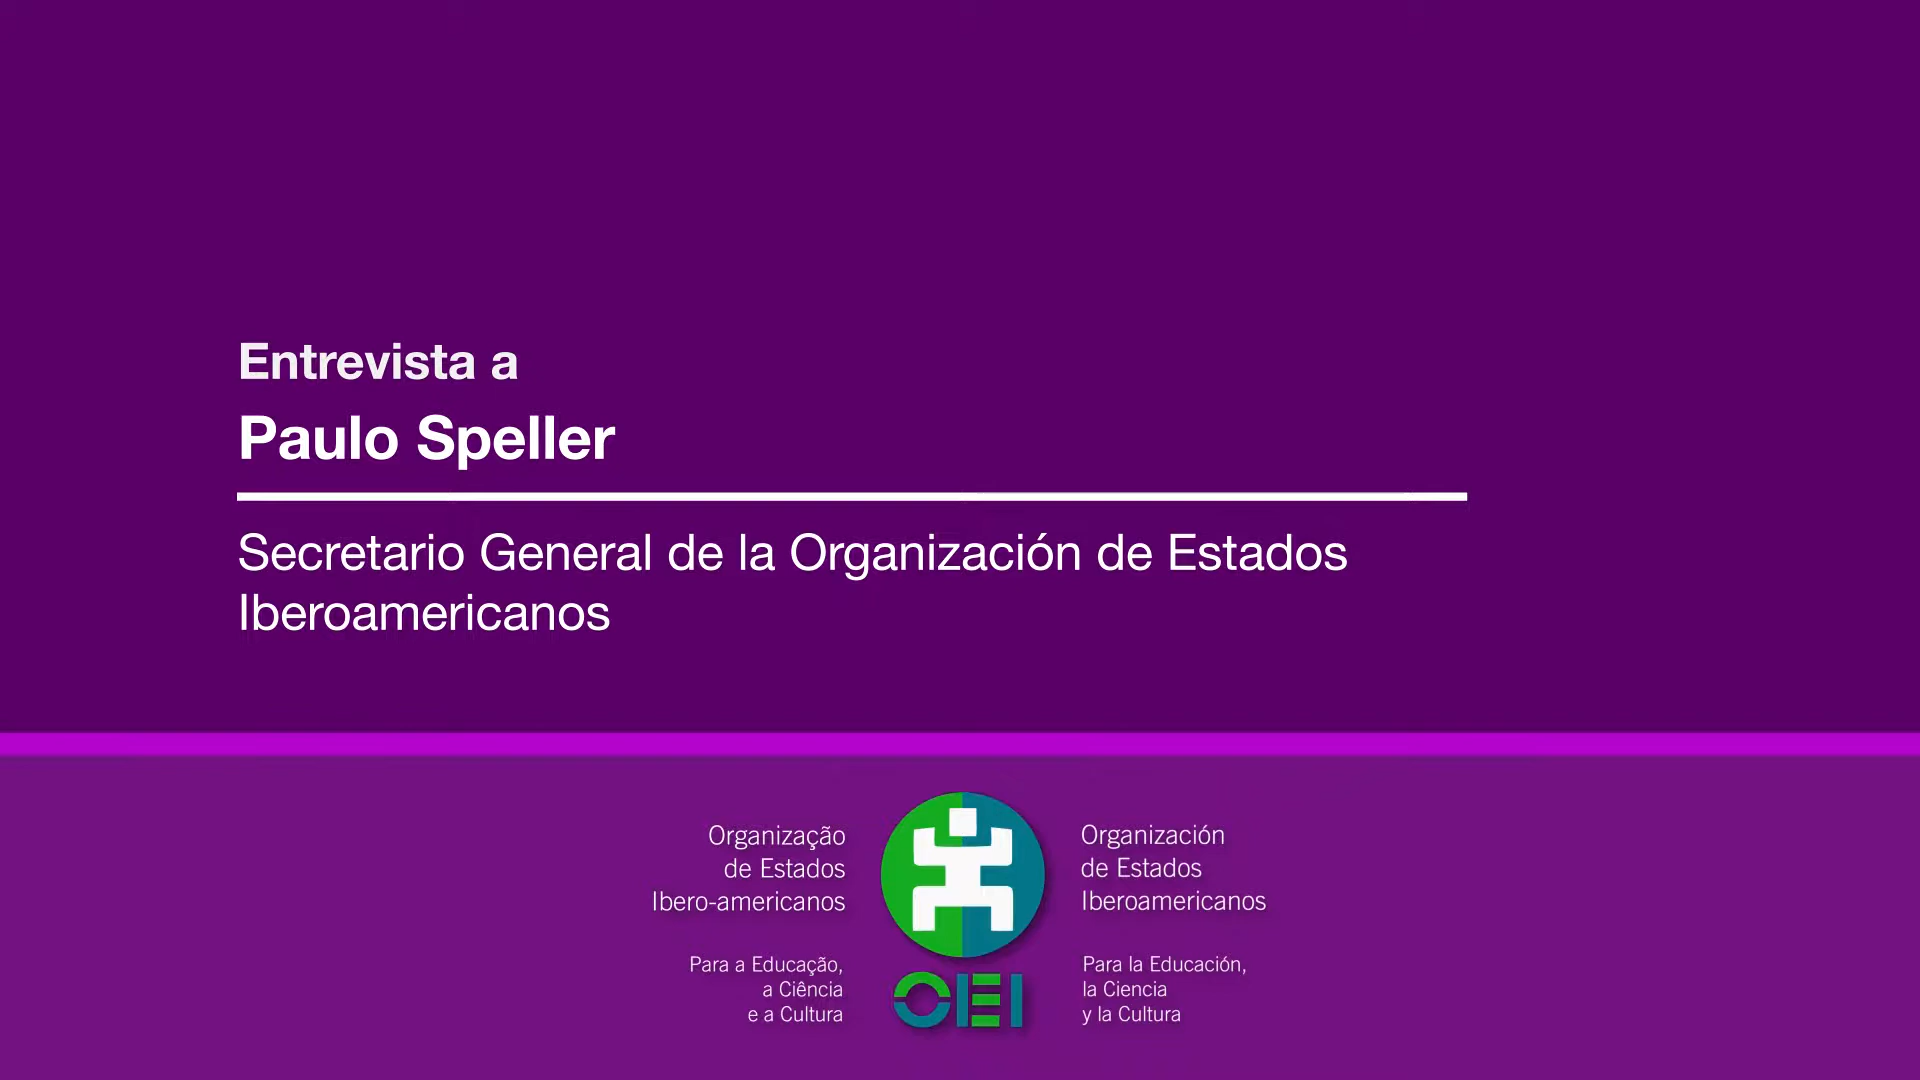 Entrevista a
Paulo Speller
Secretario General de la Organización de Estados
Iberoamericanos
Organização
de Estados
Ibero-americanos
Para a Educação,
a Ciência
e a Cultura
OEI
Organización
de Estados
Iberoamericanos
Para la Educación,
la Ciencia
y la Cultura